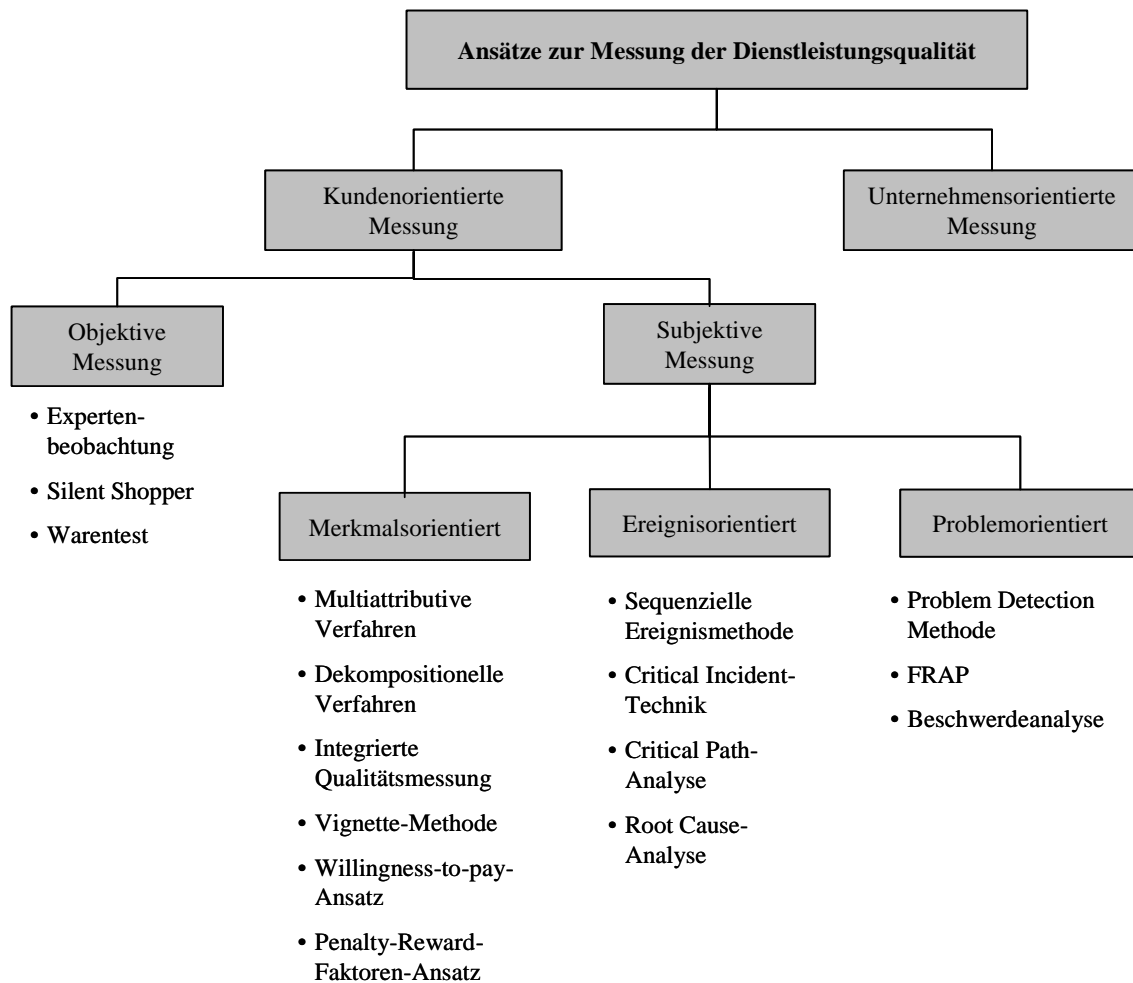 Ansätze zur Messung der Dienstleistungsqualität
Kundenorientierte
Messung
Unternehmensorientierte
Messung
Objektive
Messung
• Experten-
beobachtung
• Silent Shopper
• Warentest
Subjektive
Messung
Merkmalsorientiert
• Multiattributive
Verfahren
• Dekompositionelle
Verfahren
• Integrierte
Qualitätsmessung
• Vignette-Methode
• Willingness-to-pay-
Ansatz
• Penalty-Reward-
Faktoren-Ansatz
Ereignisorientiert
• Sequenzielle
Ereignismethode
• Critical Incident-
Technik
• Critical Path-
Analyse
• Root Cause-
Analyse
Problemorientiert
• Problem Detection
Methode
• FRAP
• Beschwerdeanalyse